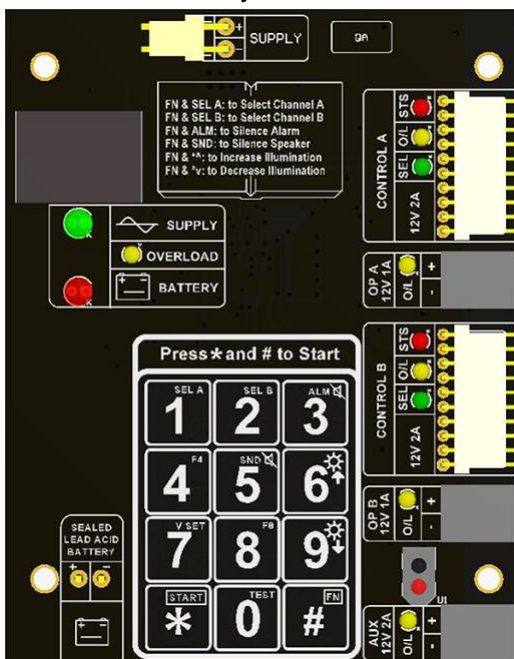 +
-
SUPPLY
QA
FN & SEL A: to Select Channel A
FN & SEL B: to Select Channel B
FN & ALM: to Silence Alarm
FN & SND: to Silence Speaker
FN & *^: to Increase Illumination
FN & *v: to Decrease Illumination
CONTROL A
STS
O/L
SEL
12V 2A
SUPPLY
OVERLOAD
BATTERY
OP A
12V 1A
O/L
+
-
CONTROL B
STS
O/L
SEL
12V 2A
Press * and # to Start
SEL A
1
SEL B
2
ALM
3
F4
4
SND
5
6
V SET
7
F8
8
9
START
*
TEST
0
FN
#
OP B
12V 1A
O/L
+
-
SEALED
LEAD ACID
BATTERY
+
-
U1
AUX
12V 2A
O/L
+
-